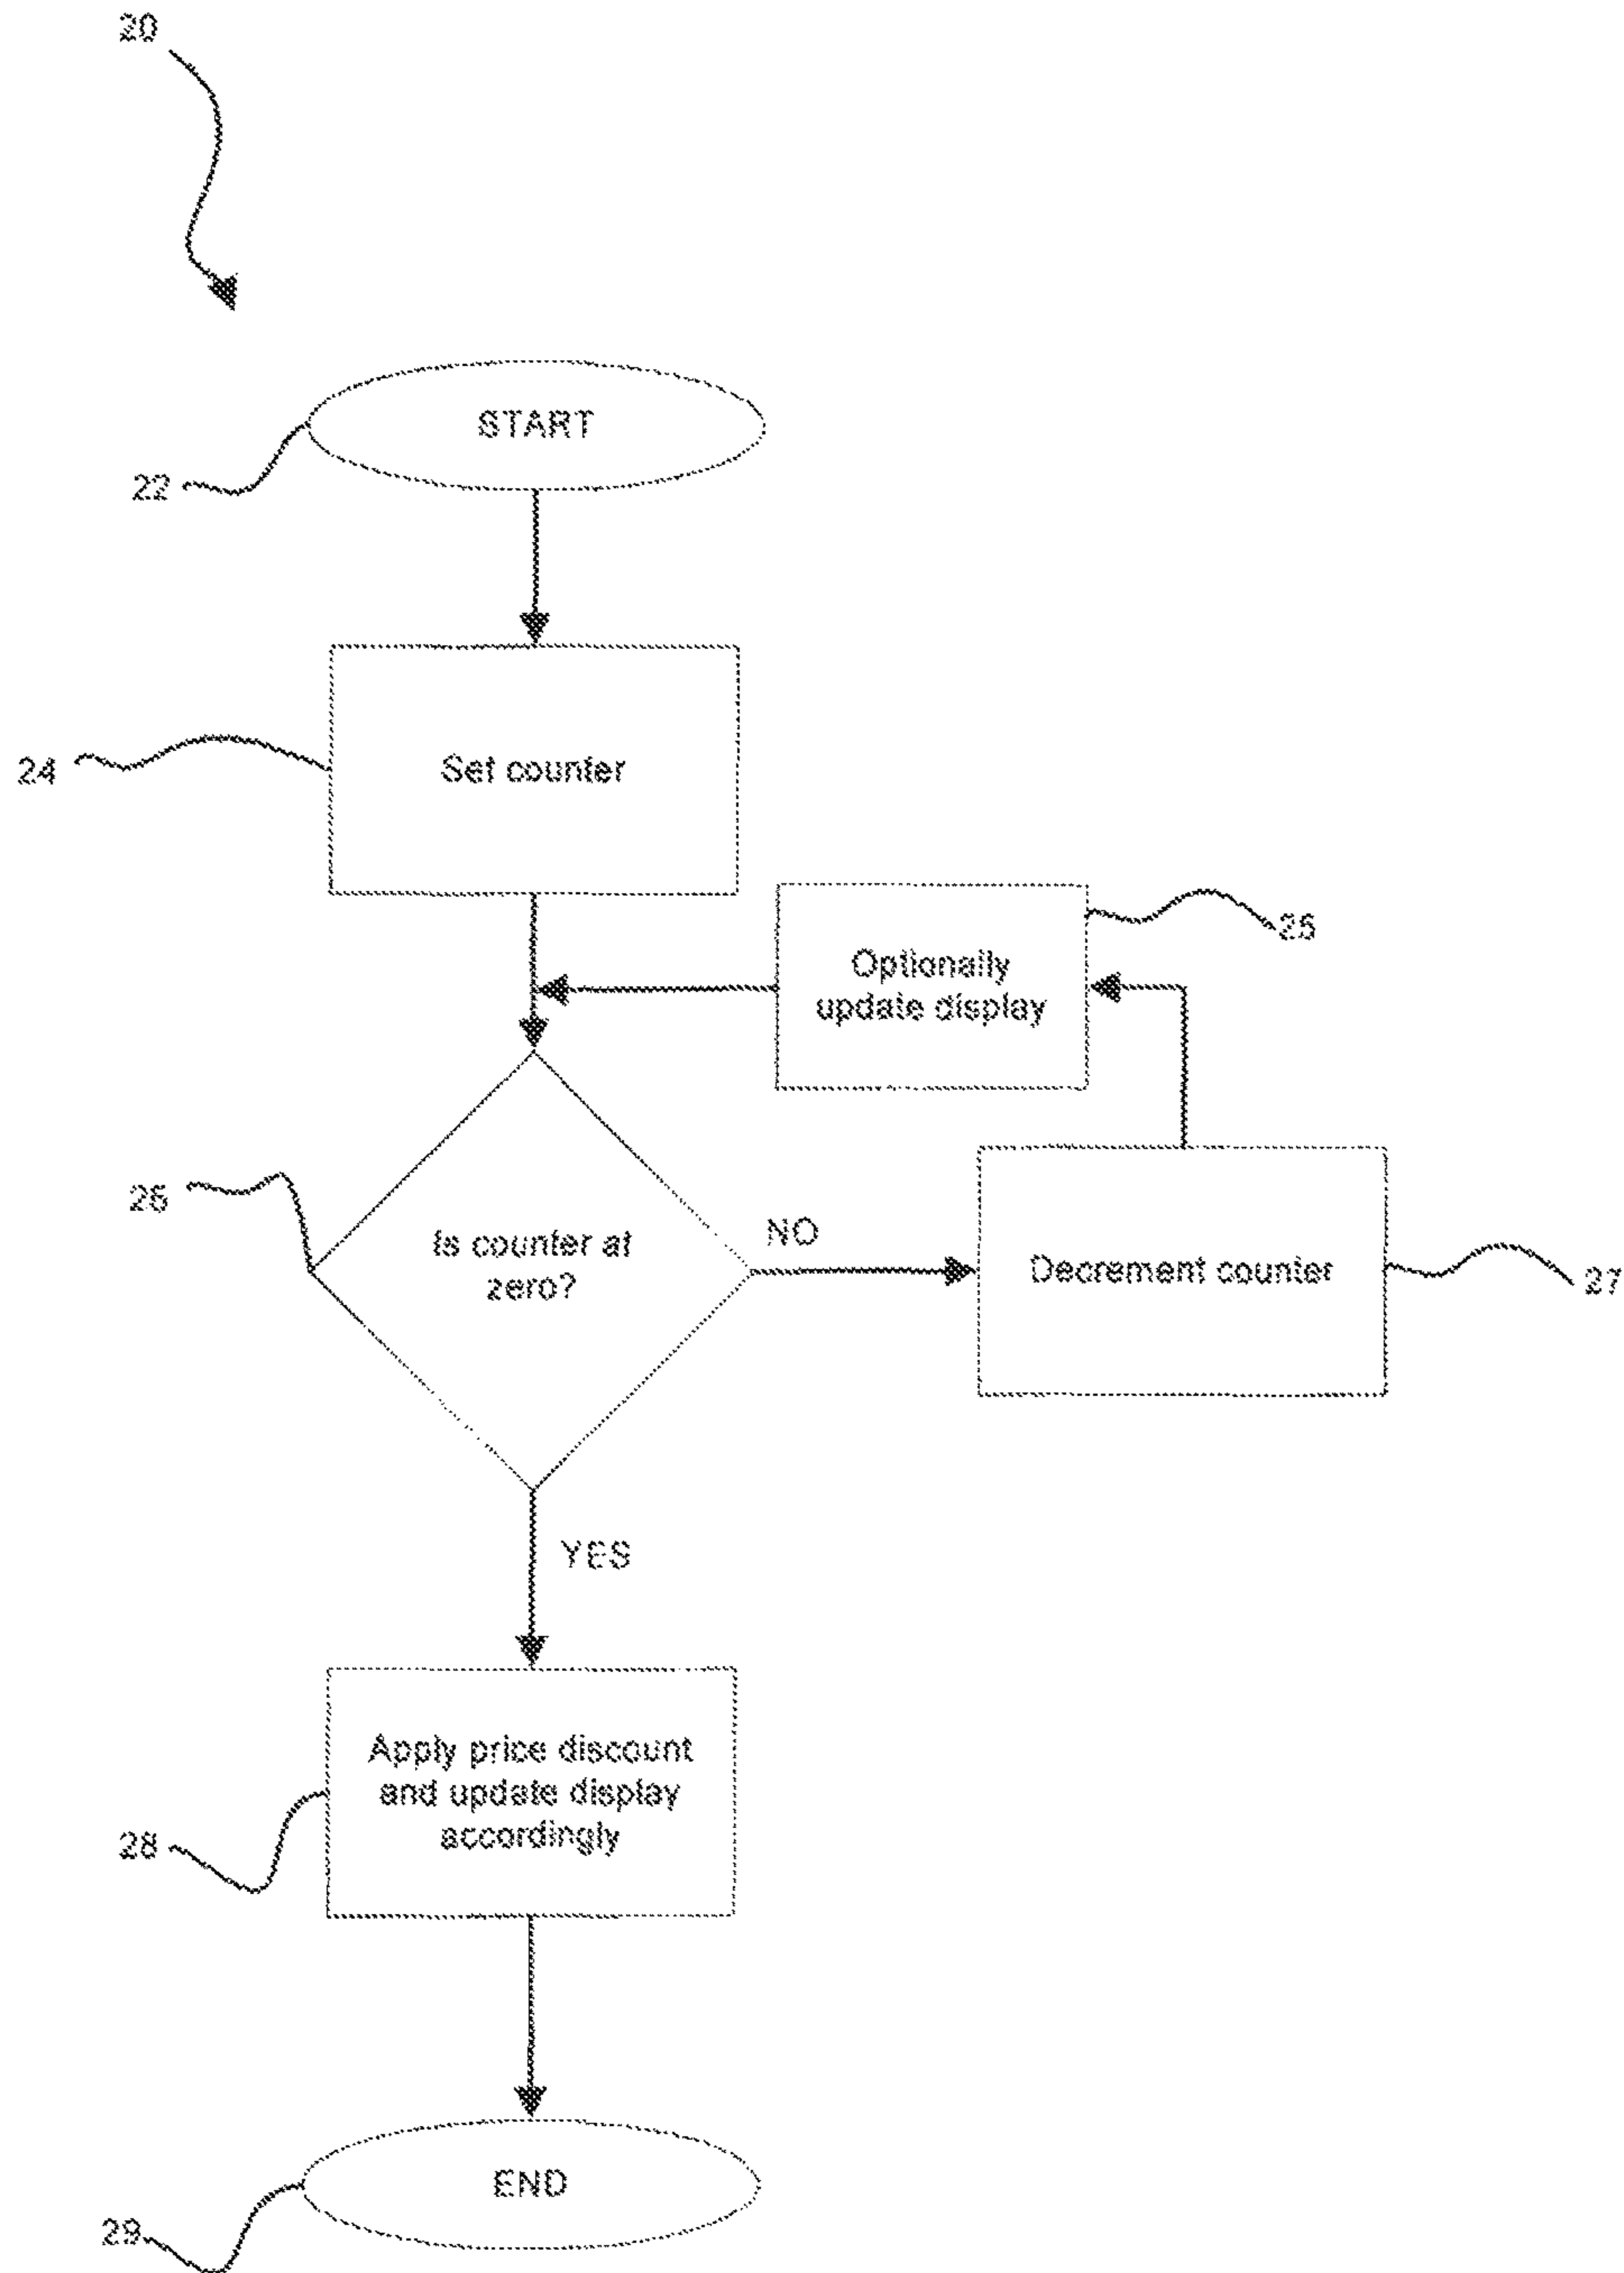 20
START
22
Set counter
24
Optionally
update display
25
26
Is counter at
zero?
NO
Decrement counter
27
YES
Apply price discount
and update display
accordingly
28
END
29